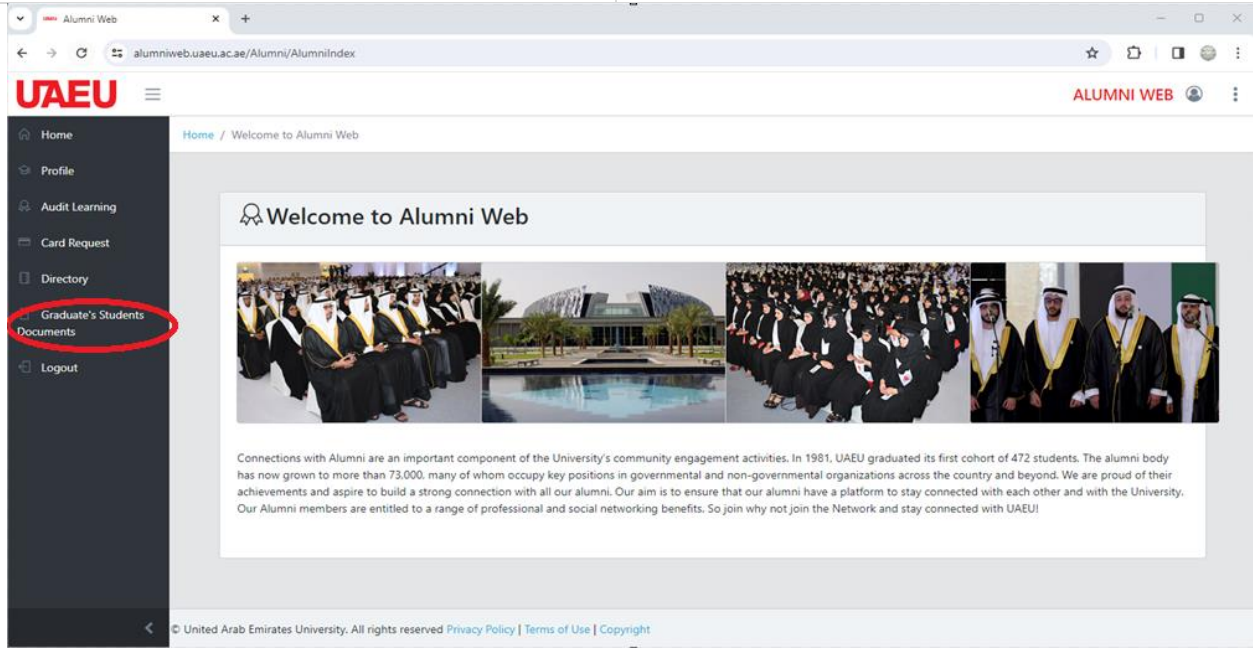 Alumni Web
alumniweb.uaeu.ac.ae/Alumni/AlumniIndex
UAEU
ALUMNI WEB
Home
Home / Welcome to Alumni Web
Profile
Audit Learning
Card Request
Directory
Graduate's Students
Documents
Logout
Welcome to Alumni Web
Connections with Alumni are an important component of the University's community engagement activities. In 1981, UAEU graduated its first cohort of 472 students. The alumni body
has now grown to more than 73,000, many of whom occupy key positions in governmental and non-governmental organizations across the country and beyond. We are proud of their
achievements and aspire to build a strong connection with all our alumni. Our aim is to ensure that our alumni have a platform to stay connected with each other and with the University.
Our Alumni members are entitled to a range of professional and social networking benefits. So join why not join the Network and stay connected with UAEU!
© United Arab Emirates University. All rights reserved Privacy Policy | Terms of Use | Copyright